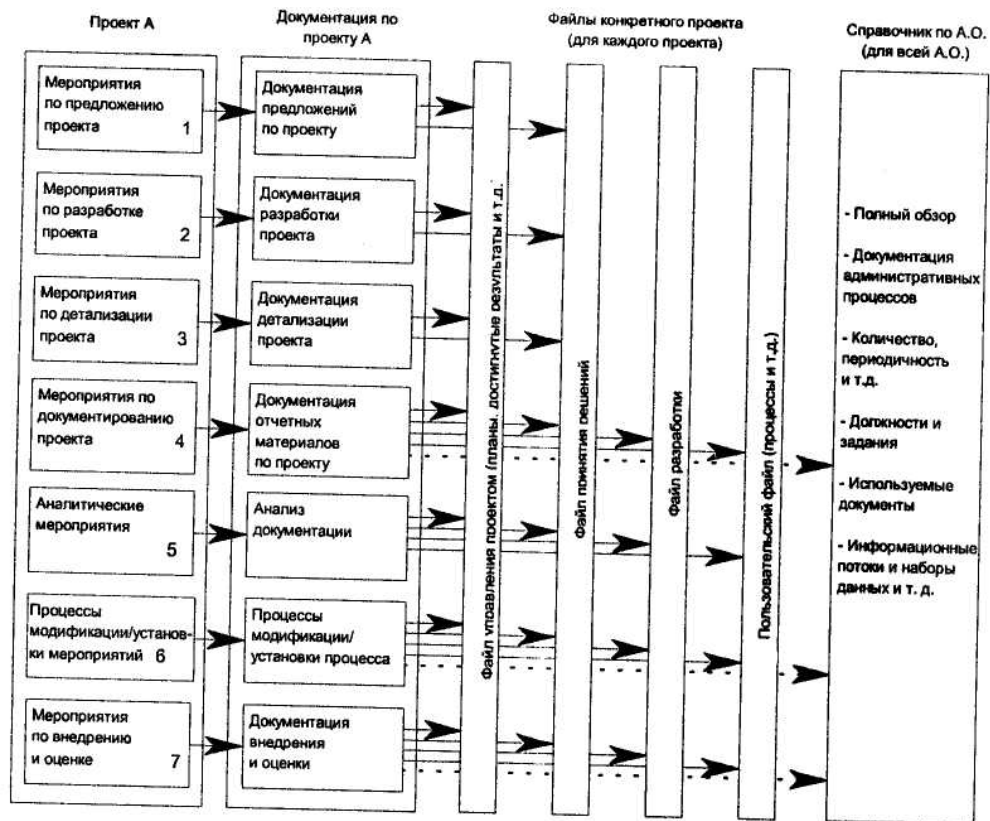 Проект А
Документация по
проекту А
Файлы конкретного проекта
(для каждого проекта)
Справочник по А.О.
(для всей А.О.)
Мероприятия
по предложению
проекта 1
Мероприятия
по разработке
проекта 2
Мероприятия
по детализации
проекта 3
Мероприятия по
документированию
проекта 4
Аналитические
мероприятия 5
Процессы
модификации/установ-
ки мероприятий 6
Мероприятия
по внедрению
и оценке 7
Документация
предложений
по проекту
Документация
разработки
проекта
Документация
детализации
проекта
Документация
отчетных
материалов
по проекту
Анализ
документации
Процессы
модификации/
установки процесса
Документация
внедрения
и оценки
Файл управления проектом (планы, достигнутые результаты и т.д.
Файл принятия решений
Файл разработки
Пользовательский файл (процессы и т.д.)
- Полный обзор
- Документация
административных
процессов
- Количество,
периодичность
и т.д.
- Должности и
задания
- Используемые
документы
- Информационные
потоки и наборы
данных и т. д.